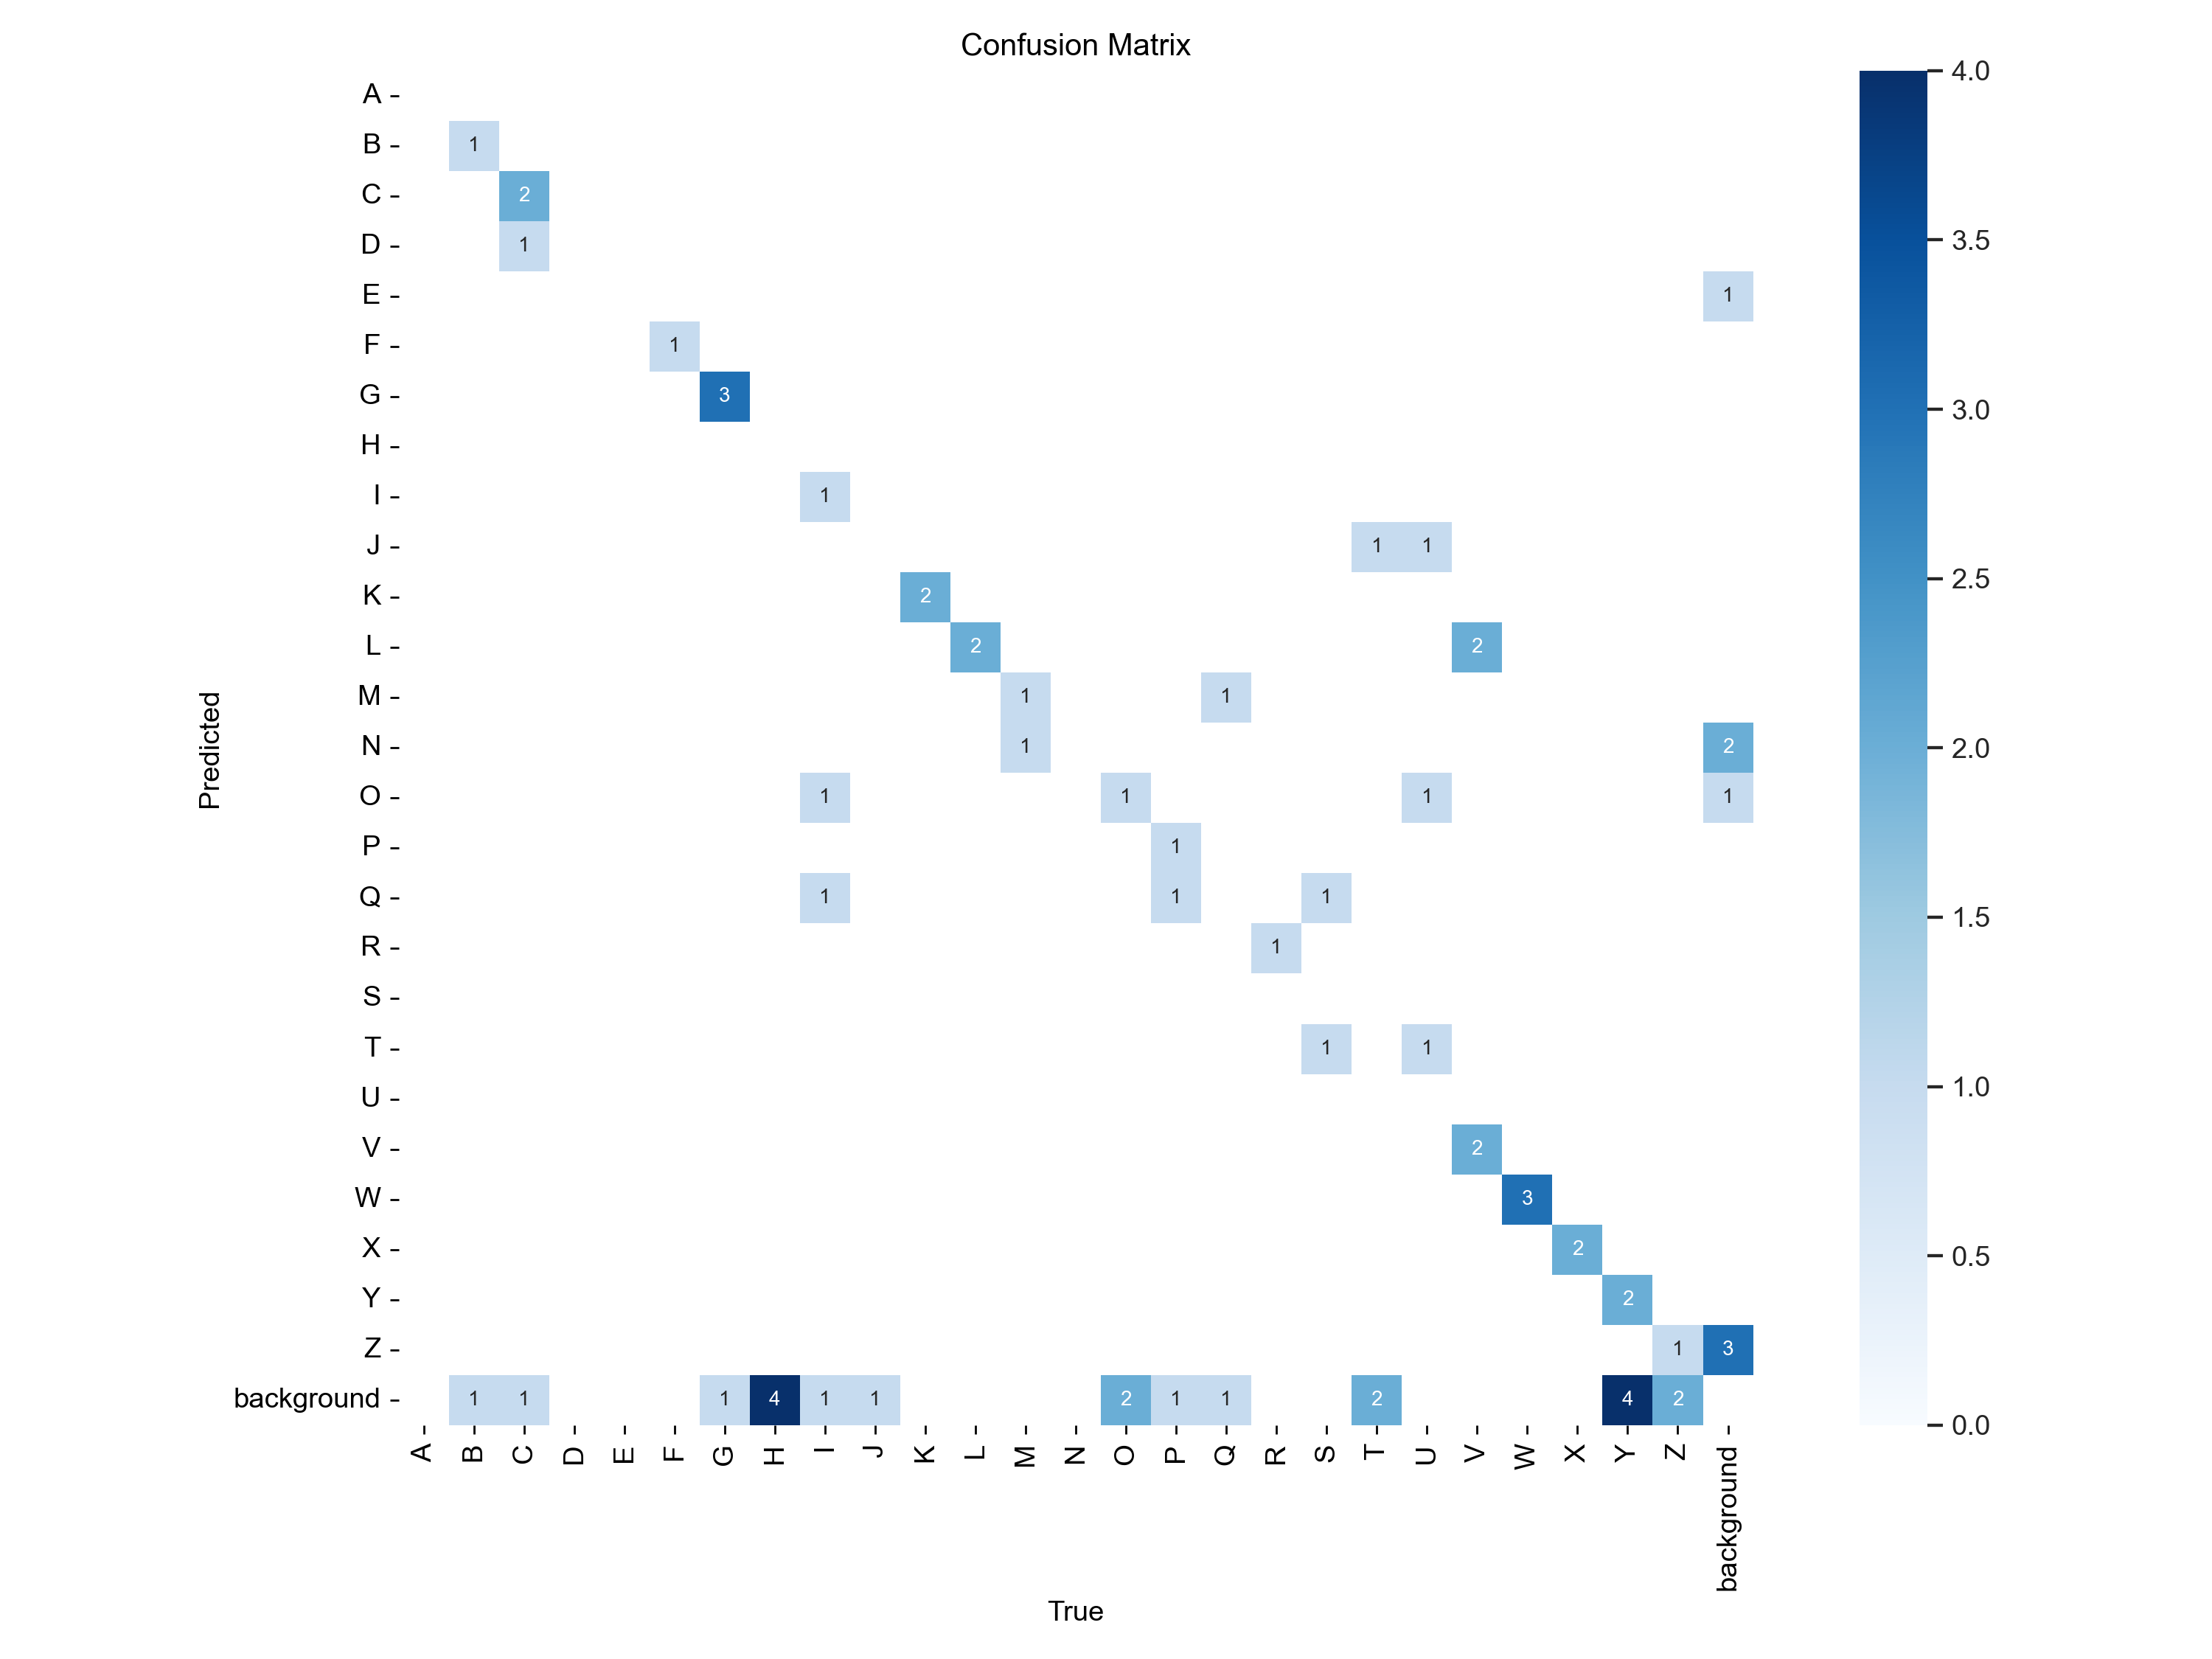 Confusion Matrix
A
B 1
C 2
D 1
E 1
F 1
G 3
H
I 1
J 1 1
K 2
L 2 2
M 1 1
N 1 2
O 1 1 1 1
P 1
Q 1 1 1
R 1
S
T 1 1
U
V 2
W 3
X 2
Y 2
Z 1 3
background 1 1 1 4 1 1 2 1 1 2 4 2
A B C D E F G H I J K L M N O P Q R S T U V W X Y Z background
True
Predicted
4.0
3.5
3.0
2.5
2.0
1.5
1.0
0.5
0.0